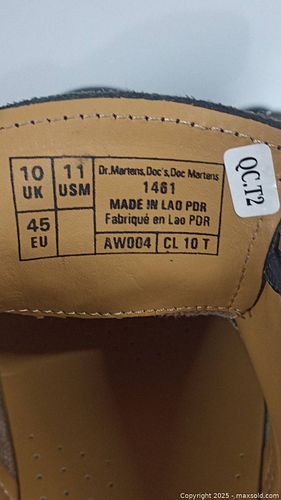 10
UK
11
USM
45
EU
Dr. Martens, Doc's, Doc Martens
1461
MADE IN LAO PDR
Fabriqué en Lao PDR
AW004
CL 10 T
QC.T2
Copyright 2025 - maxsold.com